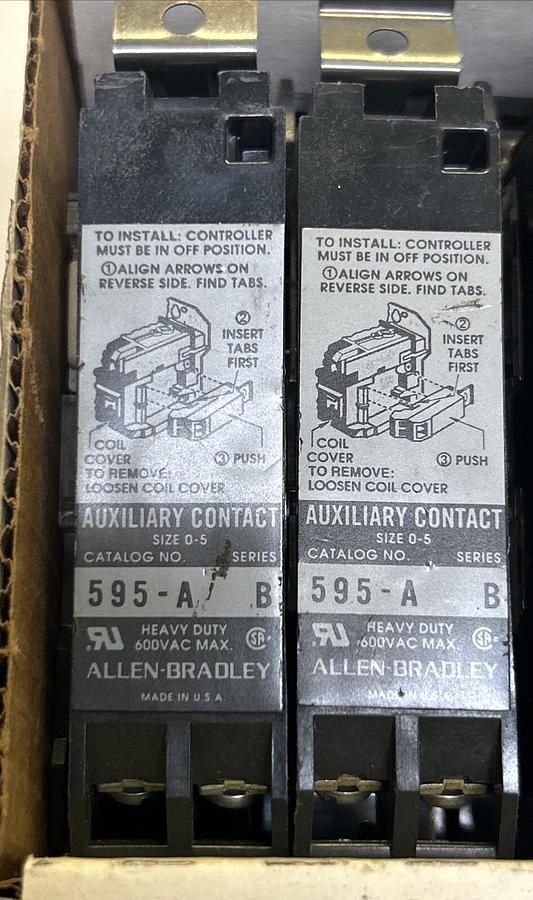 TO INSTALL: CONTROLLER
MUST BE IN OFF POSITION.
①ALIGN ARROWS ON
REVERSE SIDE. FIND TABS.
②
INSERT
TABS
FIRST
COIL
COVER
③ PUSH
TO REMOVE:
LOOSEN COIL COVER
AUXILIARY CONTACT
SIZE 0-5
CATALOG NO. SERIES
595-A B
HEAVY DUTY
600VAC MAX.
ALLEN-BRADLEY
MADE IN U.S.A
TO INSTALL: CONTROLLER
MUST BE IN OFF POSITION.
①ALIGN ARROWS ON
REVERSE SIDE. FIND TABS.
②
INSERT
TABS
FIRST
COIL
COVER
③ PUSH
TO REMOVE:
LOOSEN COIL COVER
AUXILIARY CONTACT
SIZE 0-5
CATALOG NO. SERIES
595-A B
HEAVY DUTY
600VAC MAX.
ALLEN-BRADLEY
MADE IN U.S.A